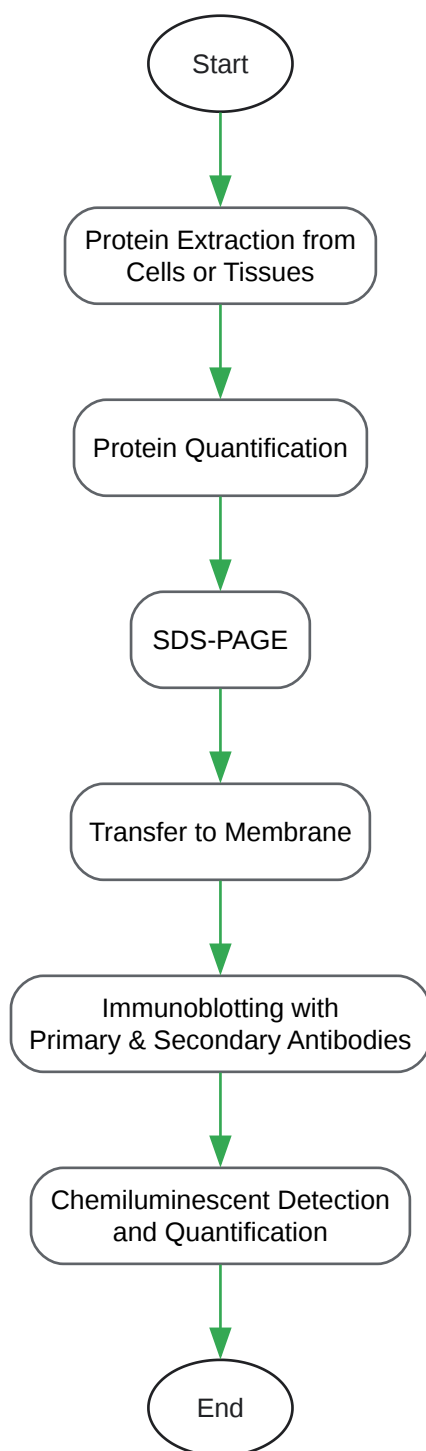 Start
Protein Extraction from
Cells or Tissues
Protein Quantification
SDS-PAGE
Transfer to Membrane
Immunoblotting with
Primary & Secondary Antibodies
Chemiluminescent Detection
and Quantification
End